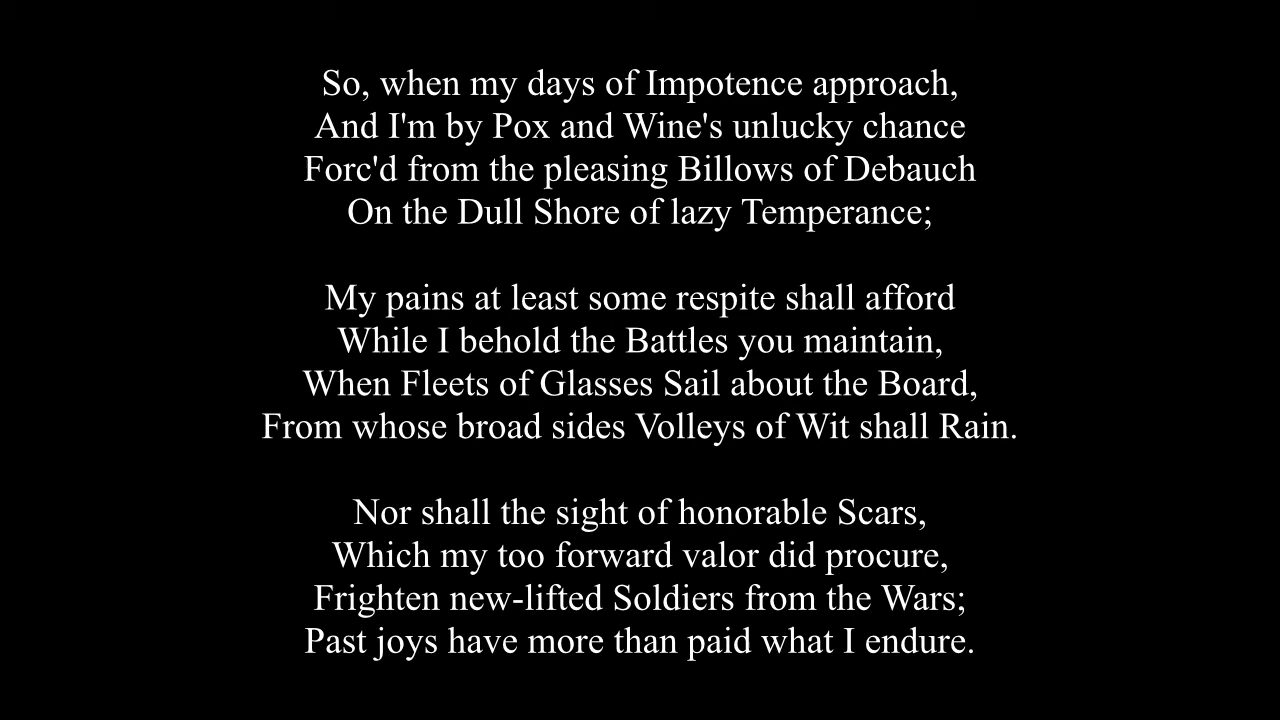 So, when my days of Impotence approach,
And I'm by Pox and Wine's unlucky chance
Forc'd from the pleasing Billows of Debauch
On the Dull Shore of lazy Temperance;

My pains at least some respite shall afford
While I behold the Battles you maintain,
When Fleets of Glasses Sail about the Board,
From whose broad sides Volleys of Wit shall Rain.

Nor shall the sight of honorable Scars,
Which my too forward valor did procure,
Frighten new-lifted Soldiers from the Wars;
Past joys have more than paid what I endure.